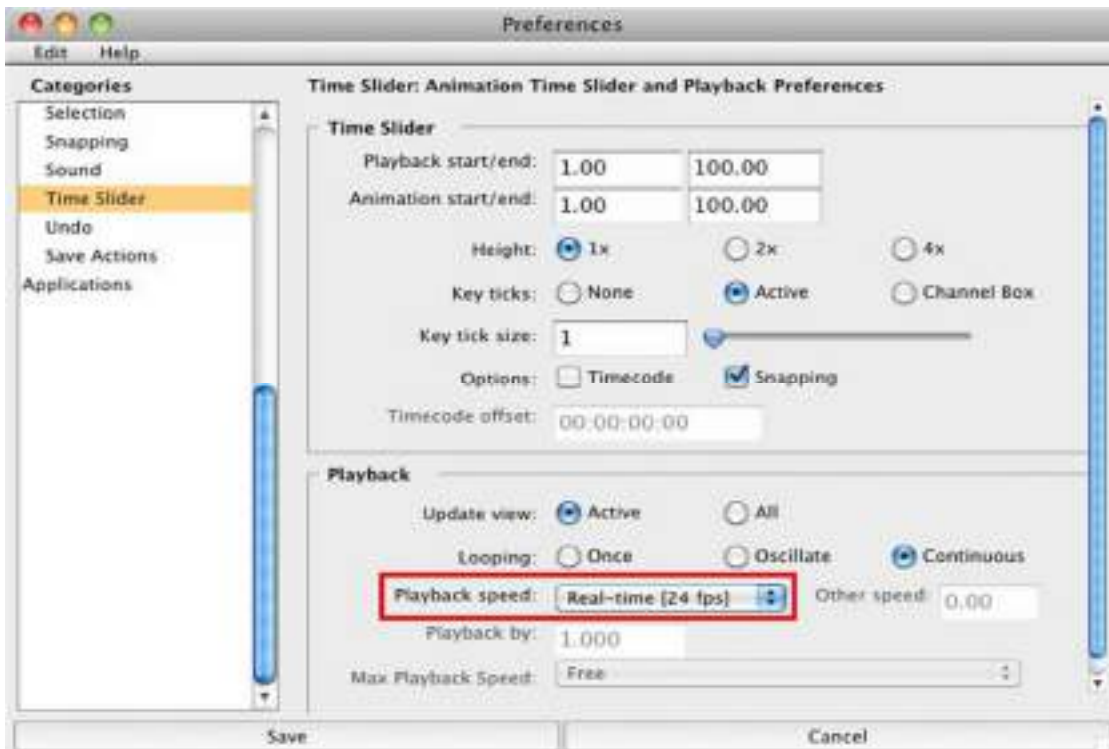 Preferences
Edit Help
Categories
Selection
Snapping
Sound
Time Slider
Undo
Save Actions
Applications
Time Slider: Animation Time Slider and Playback Preferences
Time Slider
Playback start/end: 1.00 100.00
Animation start/end: 1.00 100.00
Height: 1x 2x 4x
Key ticks: None Active Channel Box
Key tick size: 1
Options: Timecode Snapping
Timecode offset: 00:00:00:00
Playback
Update view: Active All
Looping: Once Oscillate Continuous
Playback speed: Real-time [24 fps] Other speed: 0.00
Playback by: 1.000
Max Playback Speed: Free
Save Cancel